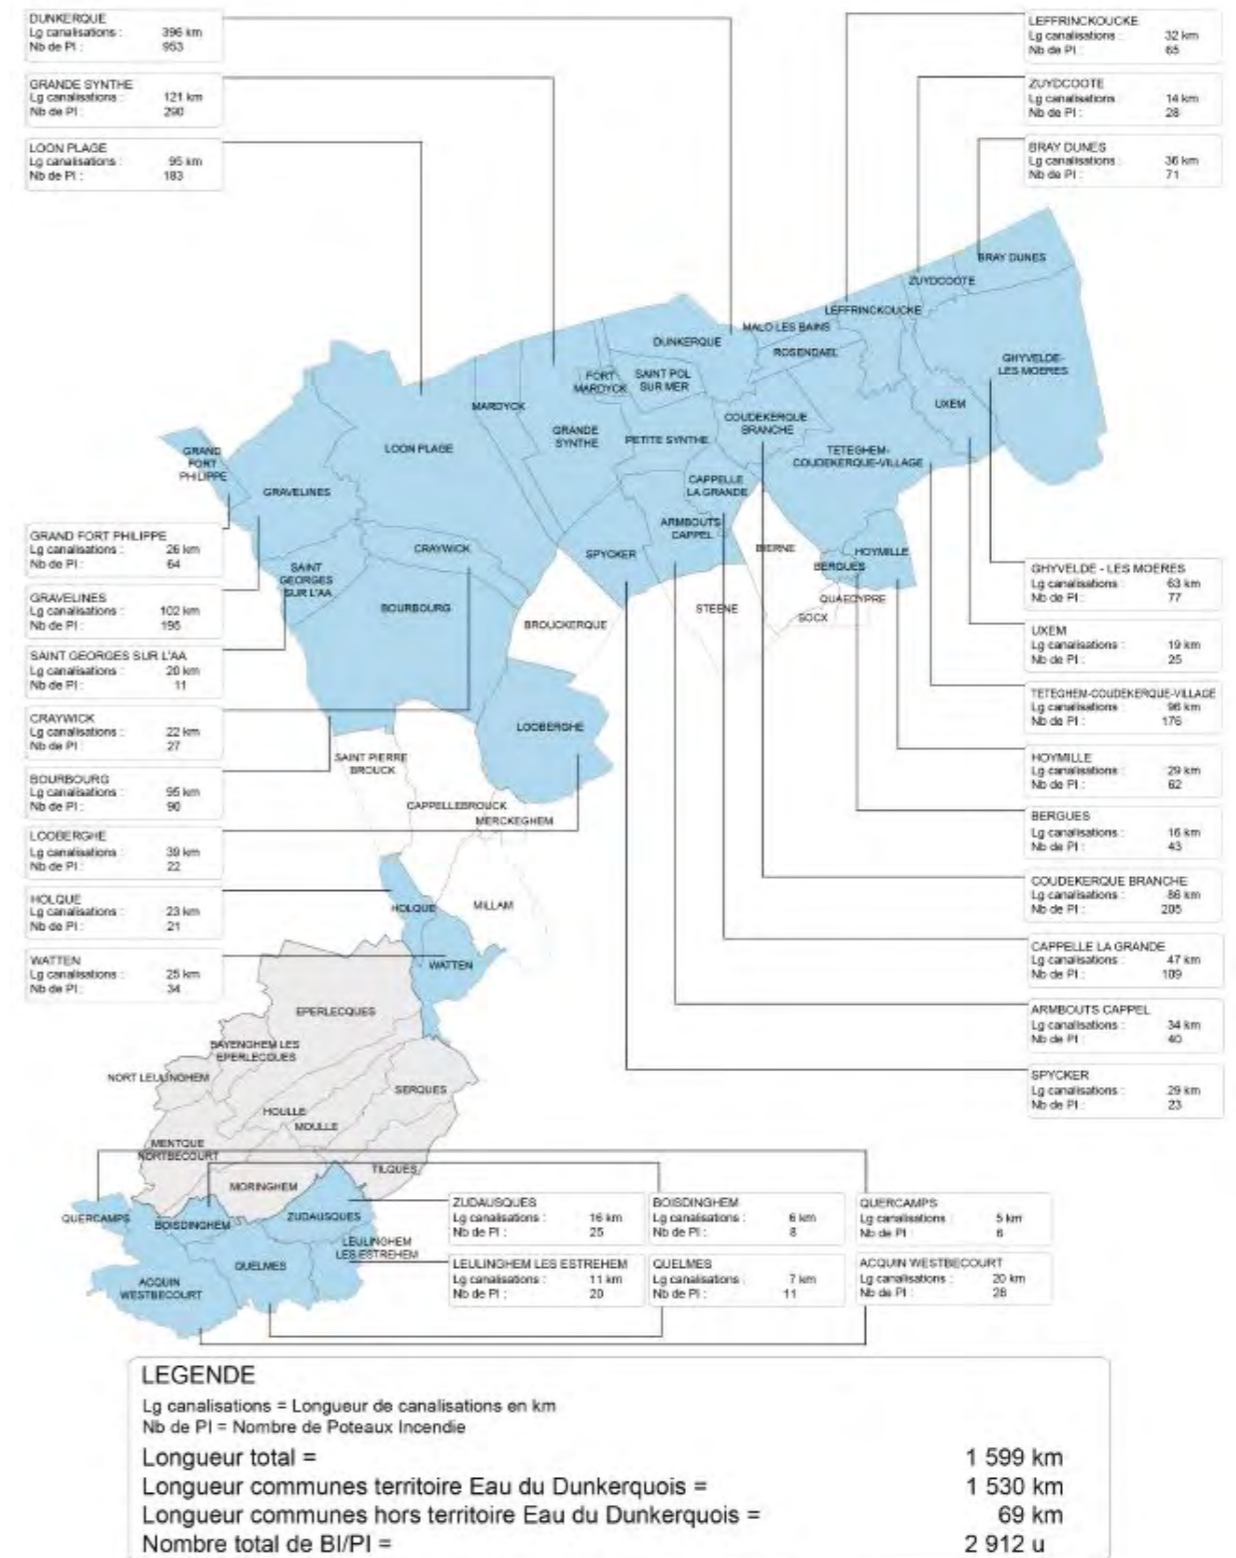 DUNKERQUE
Lg canalisations : 396 km
Nb de PI : 953
GRANDE SYNTHE
Lg canalisations : 121 km
Nb de PI : 290
LOON PLAGE
Lg canalisations : 95 km
Nb de PI : 183
LEFFRINCKOUCKE
Lg canalisations : 32 km
Nb de PI : 65
ZUYDCOOTE
Lg canalisations 14 km
Nb de PI : 28
BRAY DUNES
Lg canalisations : 36 km
Nb de PI : 71
BRAY DUNES
ZUYDCOOTE
LEFFRINCKOUCKE
MALO LES BAINS
DUNKERQUE
ROSENDAEL
GHYVELDE-
LES MOERES
FORT
MARDYCK
SAINT POL
SUR MER
MARDYCK
UXEM
COUDEKERQUE
BRANCHE
GRANDE
SYNTHE
PETITE SYNTHE
LOON PLAGE
TETEGHEM-
COUDEKERQUE-VILLAGE
GRAND
FORT
PHILIPPE
GRAVELINES
CAPPELLE
LA GRANDE
ARMBOUTS
CAPPEL
CRAYWICK
SPYCKER
BIERNE
HOYMILLE
BERGUES
SAINT
GEORGES
SUR L'AA
BOURBOURG
QUAEDYPRE
STEENE
SOCX
BROUCKERQUE
LOOBERGHE
SAINT PIERRE
BROUCK
CAPPELLEBROUCK
MERCKEGHEM
HOLQUE
MILLAM
WATTEN
GRAND FORT PHILIPPE
Lg canalisations : 26 km
Nb de PI : 64
GRAVELINES
Lg canalisations : 102 km
Nb de PI : 195
SAINT GEORGES SUR L'AA
Lg canalisations : 20 km
Nb de PI : 11
CRAYWICK
Lg canalisations : 22 km
Nb de PI : 27
BOURBOURG
Lg canalisations : 95 km
Nb de PI : 90
LOOBERGHE
Lg canalisations : 39 km
Nb de PI : 22
HOLQUE
Lg canalisations : 23 km
Nb de PI : 21
WATTEN
Lg canalisations : 25 km
Nb de PI : 34
GHYVELDE - LES MOERES
Lg canalisations : 63 km
Nb de PI : 77
UXEM
Lg canalisations : 19 km
Nb de PI : 25
TETEGHEM-COUDEKERQUE-VILLAGE
Lg canalisations : 96 km
Nb de PI : 176
HOYMILLE
Lg canalisations : 29 km
Nb de PI : 62
BERGUES
Lg canalisations : 16 km
Nb de PI : 43
COUDEKERQUE BRANCHE
Lg canalisations : 86 km
Nb de PI : 205
CAPPELLE LA GRANDE
Lg canalisations : 47 km
Nb de PI : 109
ARMBOUTS CAPPEL
Lg canalisations : 34 km
Nb de PI : 40
SPYCKER
Lg canalisations : 29 km
Nb de PI : 23
EPERLECQUES
BAYENGHEM LES
EPERLECQUES
NORT LEULINGHEM
SERQUES
HOULLE
MOULLE
MENTQUE
NORTBECOURT
TILQUES
MORINGHEM
QUERCAMPS
BOISDINGHEM
ZUDAUSQUES
LEULINGHEM
LES ESTREHEM
QUELMES
ACQUIN
WESTBECOURT
ZUDAUSQUES
Lg canalisations : 16 km
Nb de PI : 25
BOISDINGHEM
Lg canalisations : 6 km
Nb de PI : 8
QUERCAMPS
Lg canalisations : 5 km
Nb de PI 6
LEULINGHEM LES ESTREHEM
Lg canalisations : 11 km
Nb de PI : 20
QUELMES
Lg canalisations : 7 km
Nb de PI : 11
ACQUIN WESTBECOURT
Lg canalisations : 20 km
Nb de PI : 28
LEGENDE
Lg canalisations = Longueur de canalisations en km
Nb de PI = Nombre de Poteaux Incendie
Longueur total = 1 599 km
Longueur communes territoire Eau du Dunkerquois = 1 530 km
Longueur communes hors territoire Eau du Dunkerquois = 69 km
Nombre total de BI/PI = 2 912 u